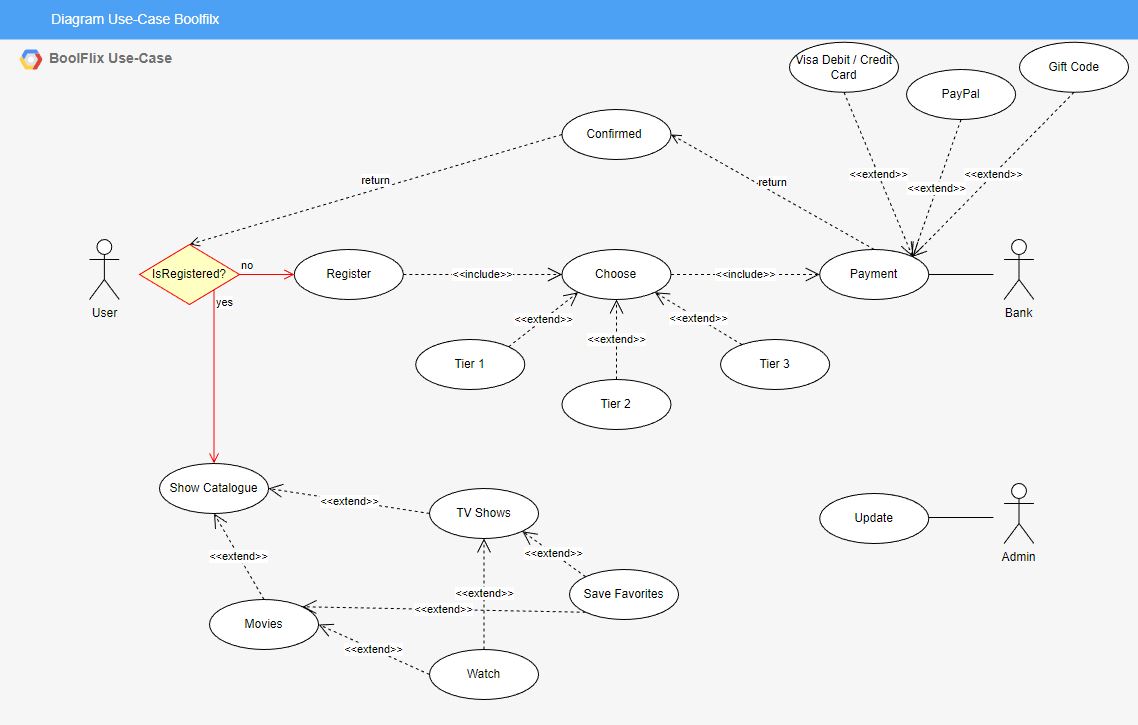 Diagram Use-Case Boolfilx
BoolFlix Use-Case
Visa Debit / Credit
Card
PayPal
Gift Code
Confirmed
return
return
<<extend>>
<<extend>>
<<extend>>
User
IsRegistered?
no
yes
Register
<<include>>
Choose
<<include>>
Payment
Bank
<<extend>>
<<extend>>
<<extend>>
Tier 1
Tier 2
Tier 3
Show Catalogue
<<extend>>
TV Shows
Update
Admin
<<extend>>
<<extend>>
<<extend>>
Save Favorites
<<extend>>
Movies
<<extend>>
Watch